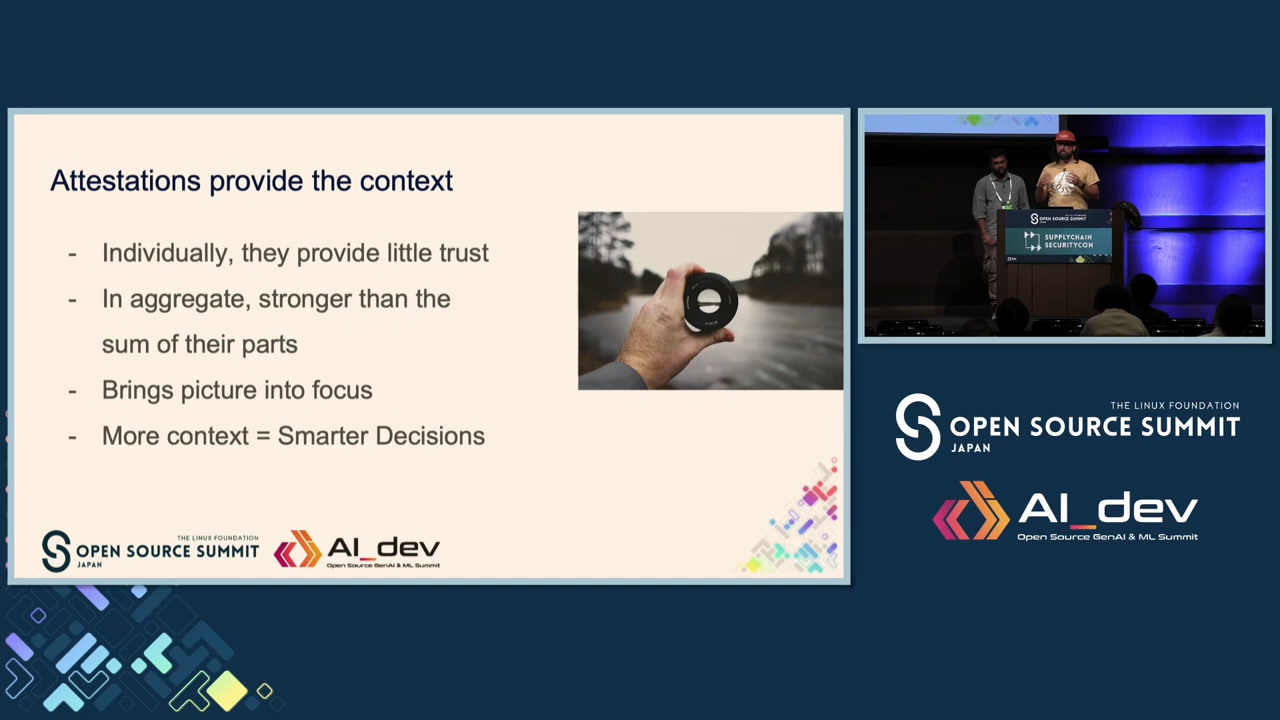 Attestations provide the context
- Individually, they provide little trust
- In aggregate, stronger than the
sum of their parts
- Brings picture into focus
- More context = Smarter Decisions
THE LINUX FOUNDATION
OPEN SOURCE SUMMIT
JAPAN
AI_dev
Open Source GenAI & ML Summit
OPEN SOURCE SUMMIT
SUPPLYCHAIN
SECURITYCON
THE LINUX FOUNDATION
OPEN SOURCE SUMMIT
JAPAN
AI_dev
Open Source GenAI & ML Summit